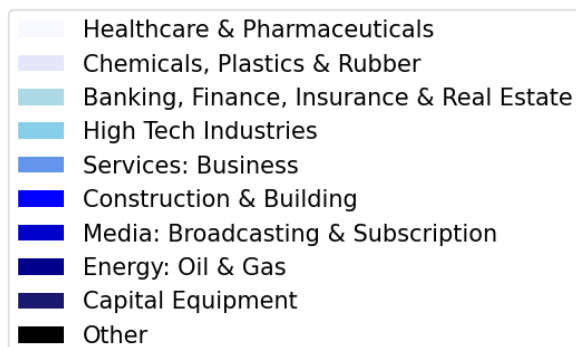 Healthcare & Pharmaceuticals
Chemicals, Plastics & Rubber
Banking, Finance, Insurance & Real Estate
High Tech Industries
Services: Business
Construction & Building
Media: Broadcasting & Subscription
Energy: Oil & Gas
Capital Equipment
Other